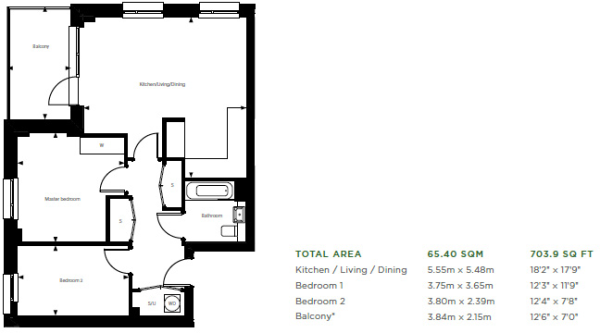 Balcony
Kitchen/Living/Dining
W
Master bedroom
S
S
Bathroom
Bedroom 2
S/U
WD
TOTAL AREA 65.40 SQM 703.9 SQ FT
Kitchen / Living / Dining 5.55m x 5.48m 18'2" x 17'9"
Bedroom 1 3.75m x 3.65m 12'3" x 11'9"
Bedroom 2 3.80m x 2.39m 12'4" x 7'8"
Balcony* 3.84m x 2.15m 12'6" x 7'0"